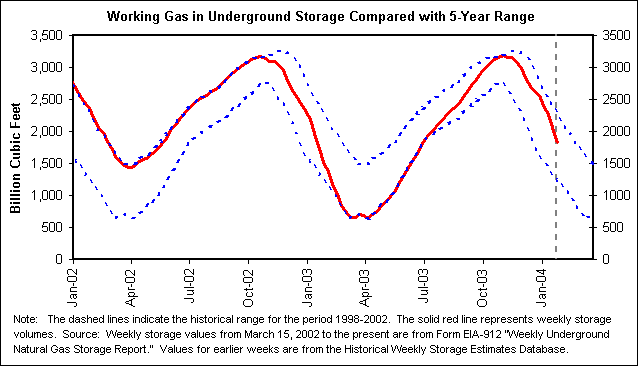 Working Gas in Underground Storage Compared with 5-Year Range
Billion Cubic Feet
3,500
3,000
2,500
2,000
1,500
1,000
500
0
3500
3000
2500
2000
1500
1000
500
0
Jan-02
Apr-02
Jul-02
Oct-02
Jan-03
Apr-03
Jul-03
Oct-03
Jan-04
Note: The dashed lines indicate the historical range for the period 1998-2002. The solid red line represents weekly storage
volumes. Source: Weekly storage values from March 15, 2002 to the present are from Form EIA-912 "Weekly Underground
Natural Gas Storage Report." Values for earlier weeks are from the Historical Weekly Storage Estimates Database.